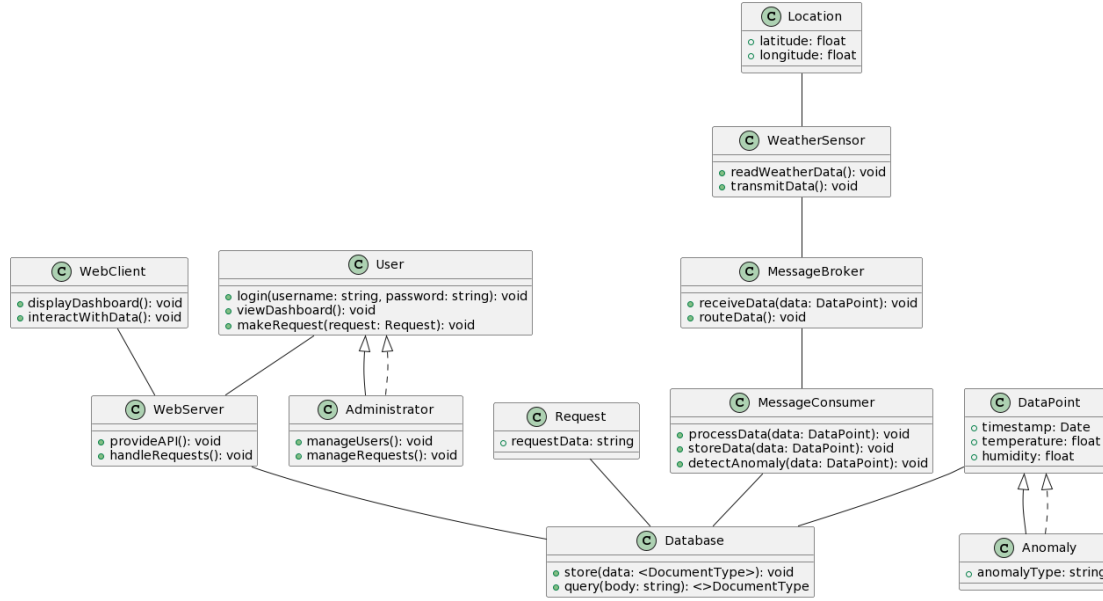 C Location
latitude: float
longitude: float
C WeatherSensor
readWeatherData(): void
transmitData(): void
C WebClient
displayDashboard(): void
interactWithData(): void
C User
login(username: string, password: string): void
viewDashboard(): void
makeRequest(request: Request): void
C MessageBroker
receiveData(data: DataPoint): void
routeData(): void
C WebServer
provideAPI(): void
handleRequests(): void
C Administrator
manageUsers(): void
manageRequests(): void
C Request
requestData: string
C MessageConsumer
processData(data: DataPoint): void
storeData(data: DataPoint): void
detectAnomaly(data: DataPoint): void
C DataPoint
timestamp: Date
temperature: float
humidity: float
C Database
store(data: <DocumentType>): void
query(body: string): <>DocumentType
C Anomaly
anomalyType: string